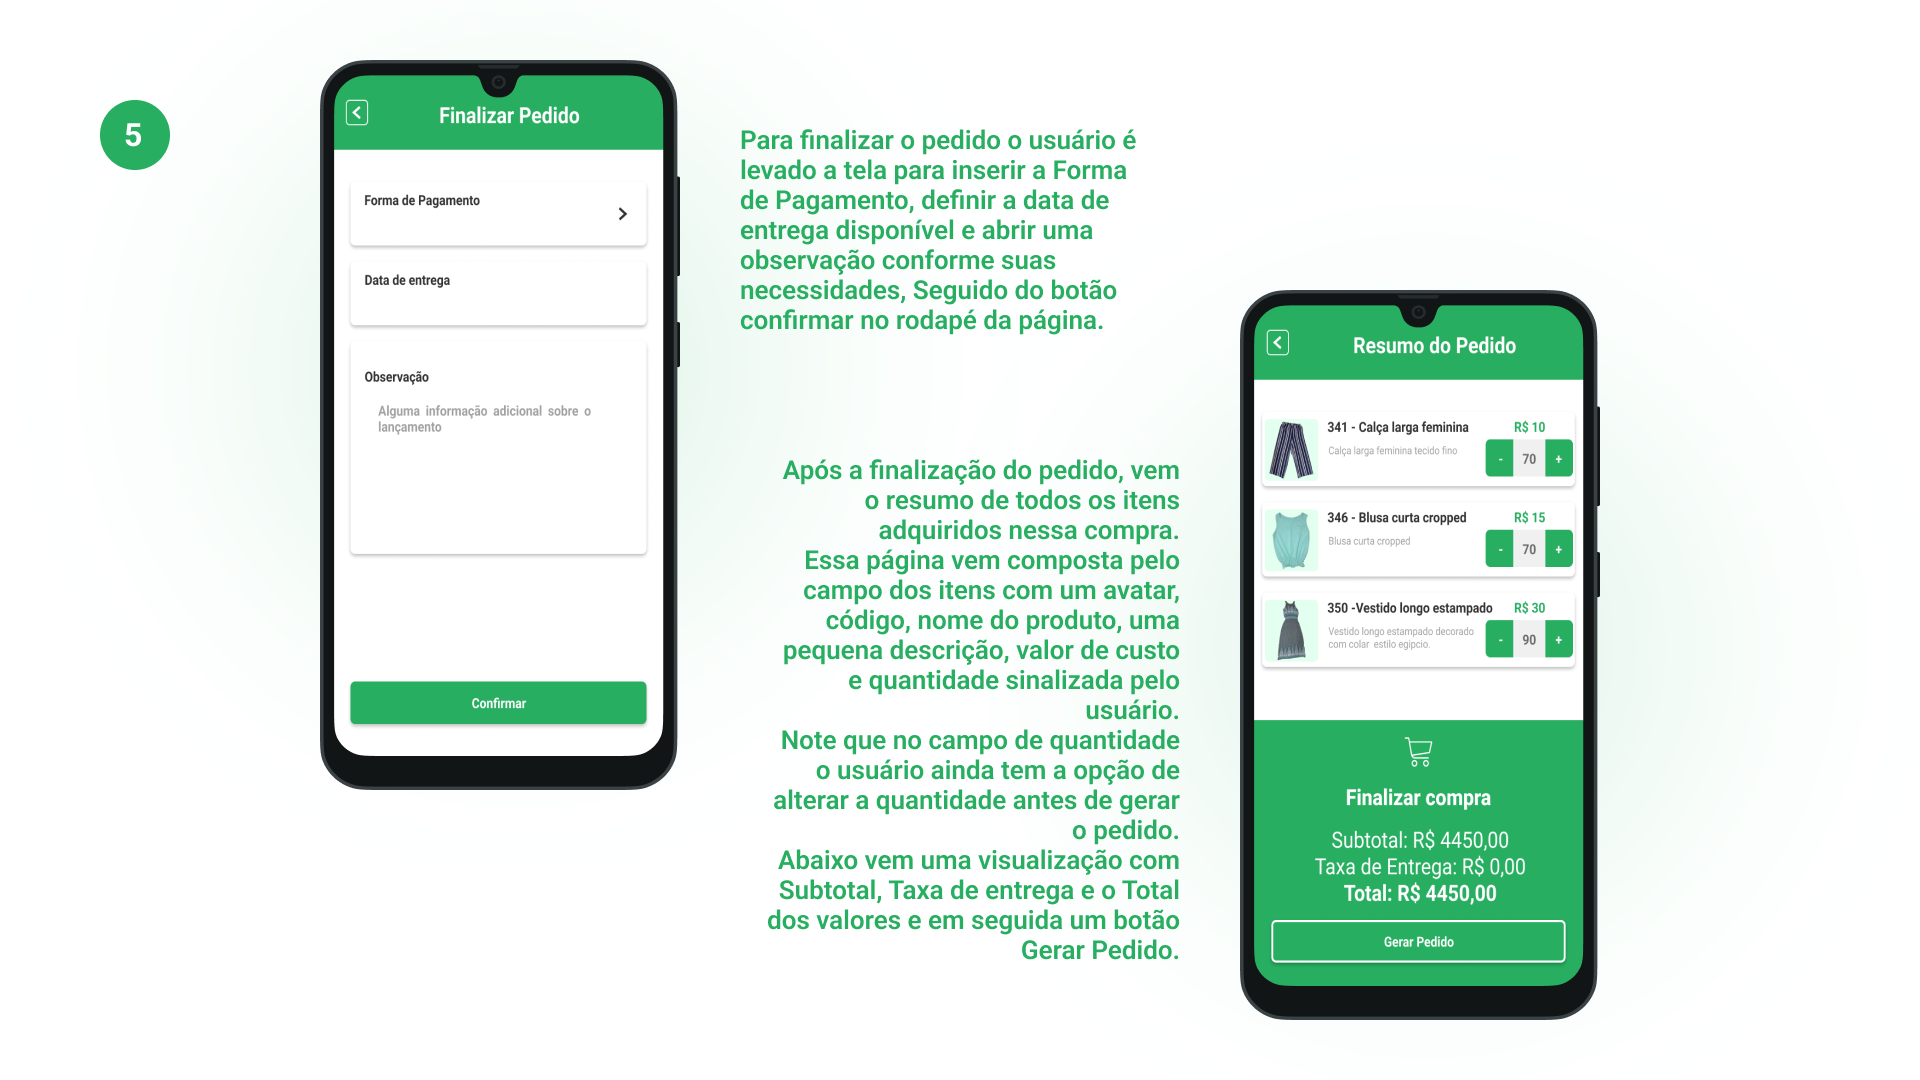 5
Finalizar Pedido
Forma de Pagamento
Data de entrega
Observação
Alguma informação adicional sobre o
lançamento
Confirmar
Para finalizar o pedido o usuário é
levado a tela para inserir a Forma
de Pagamento, definir a data de
entrega disponível e abrir uma
observação conforme suas
necessidades, Seguido do botão
confirmar no rodapé da página.
Após a finalização do pedido, vem
o resumo de todos os itens
adquiridos nessa compra.
Essa página vem composta pelo
campo dos itens com um avatar,
código, nome do produto, uma
pequena descrição, valor de custo
e quantidade sinalizada pelo
usuário.
Note que no campo de quantidade
o usuário ainda tem a opção de
alterar a quantidade antes de gerar
o pedido.
Abaixo vem uma visualização com
Subtotal, Taxa de entrega e o Total
dos valores e em seguida um botão
Gerar Pedido.
Resumo do Pedido
341 - Calça larga feminina R$ 10
Calça larga feminina tecido fino
- 70 +
346 - Blusa curta cropped R$ 15
Blusa curta cropped
- 70 +
350 -Vestido longo estampado R$ 30
Vestido longo estampado decorado
com colar estilo egipcio.
- 90 +
Finalizar compra
Subtotal: R$ 4450,00
Taxa de Entrega: R$ 0,00
Total: R$ 4450,00
Gerar Pedido